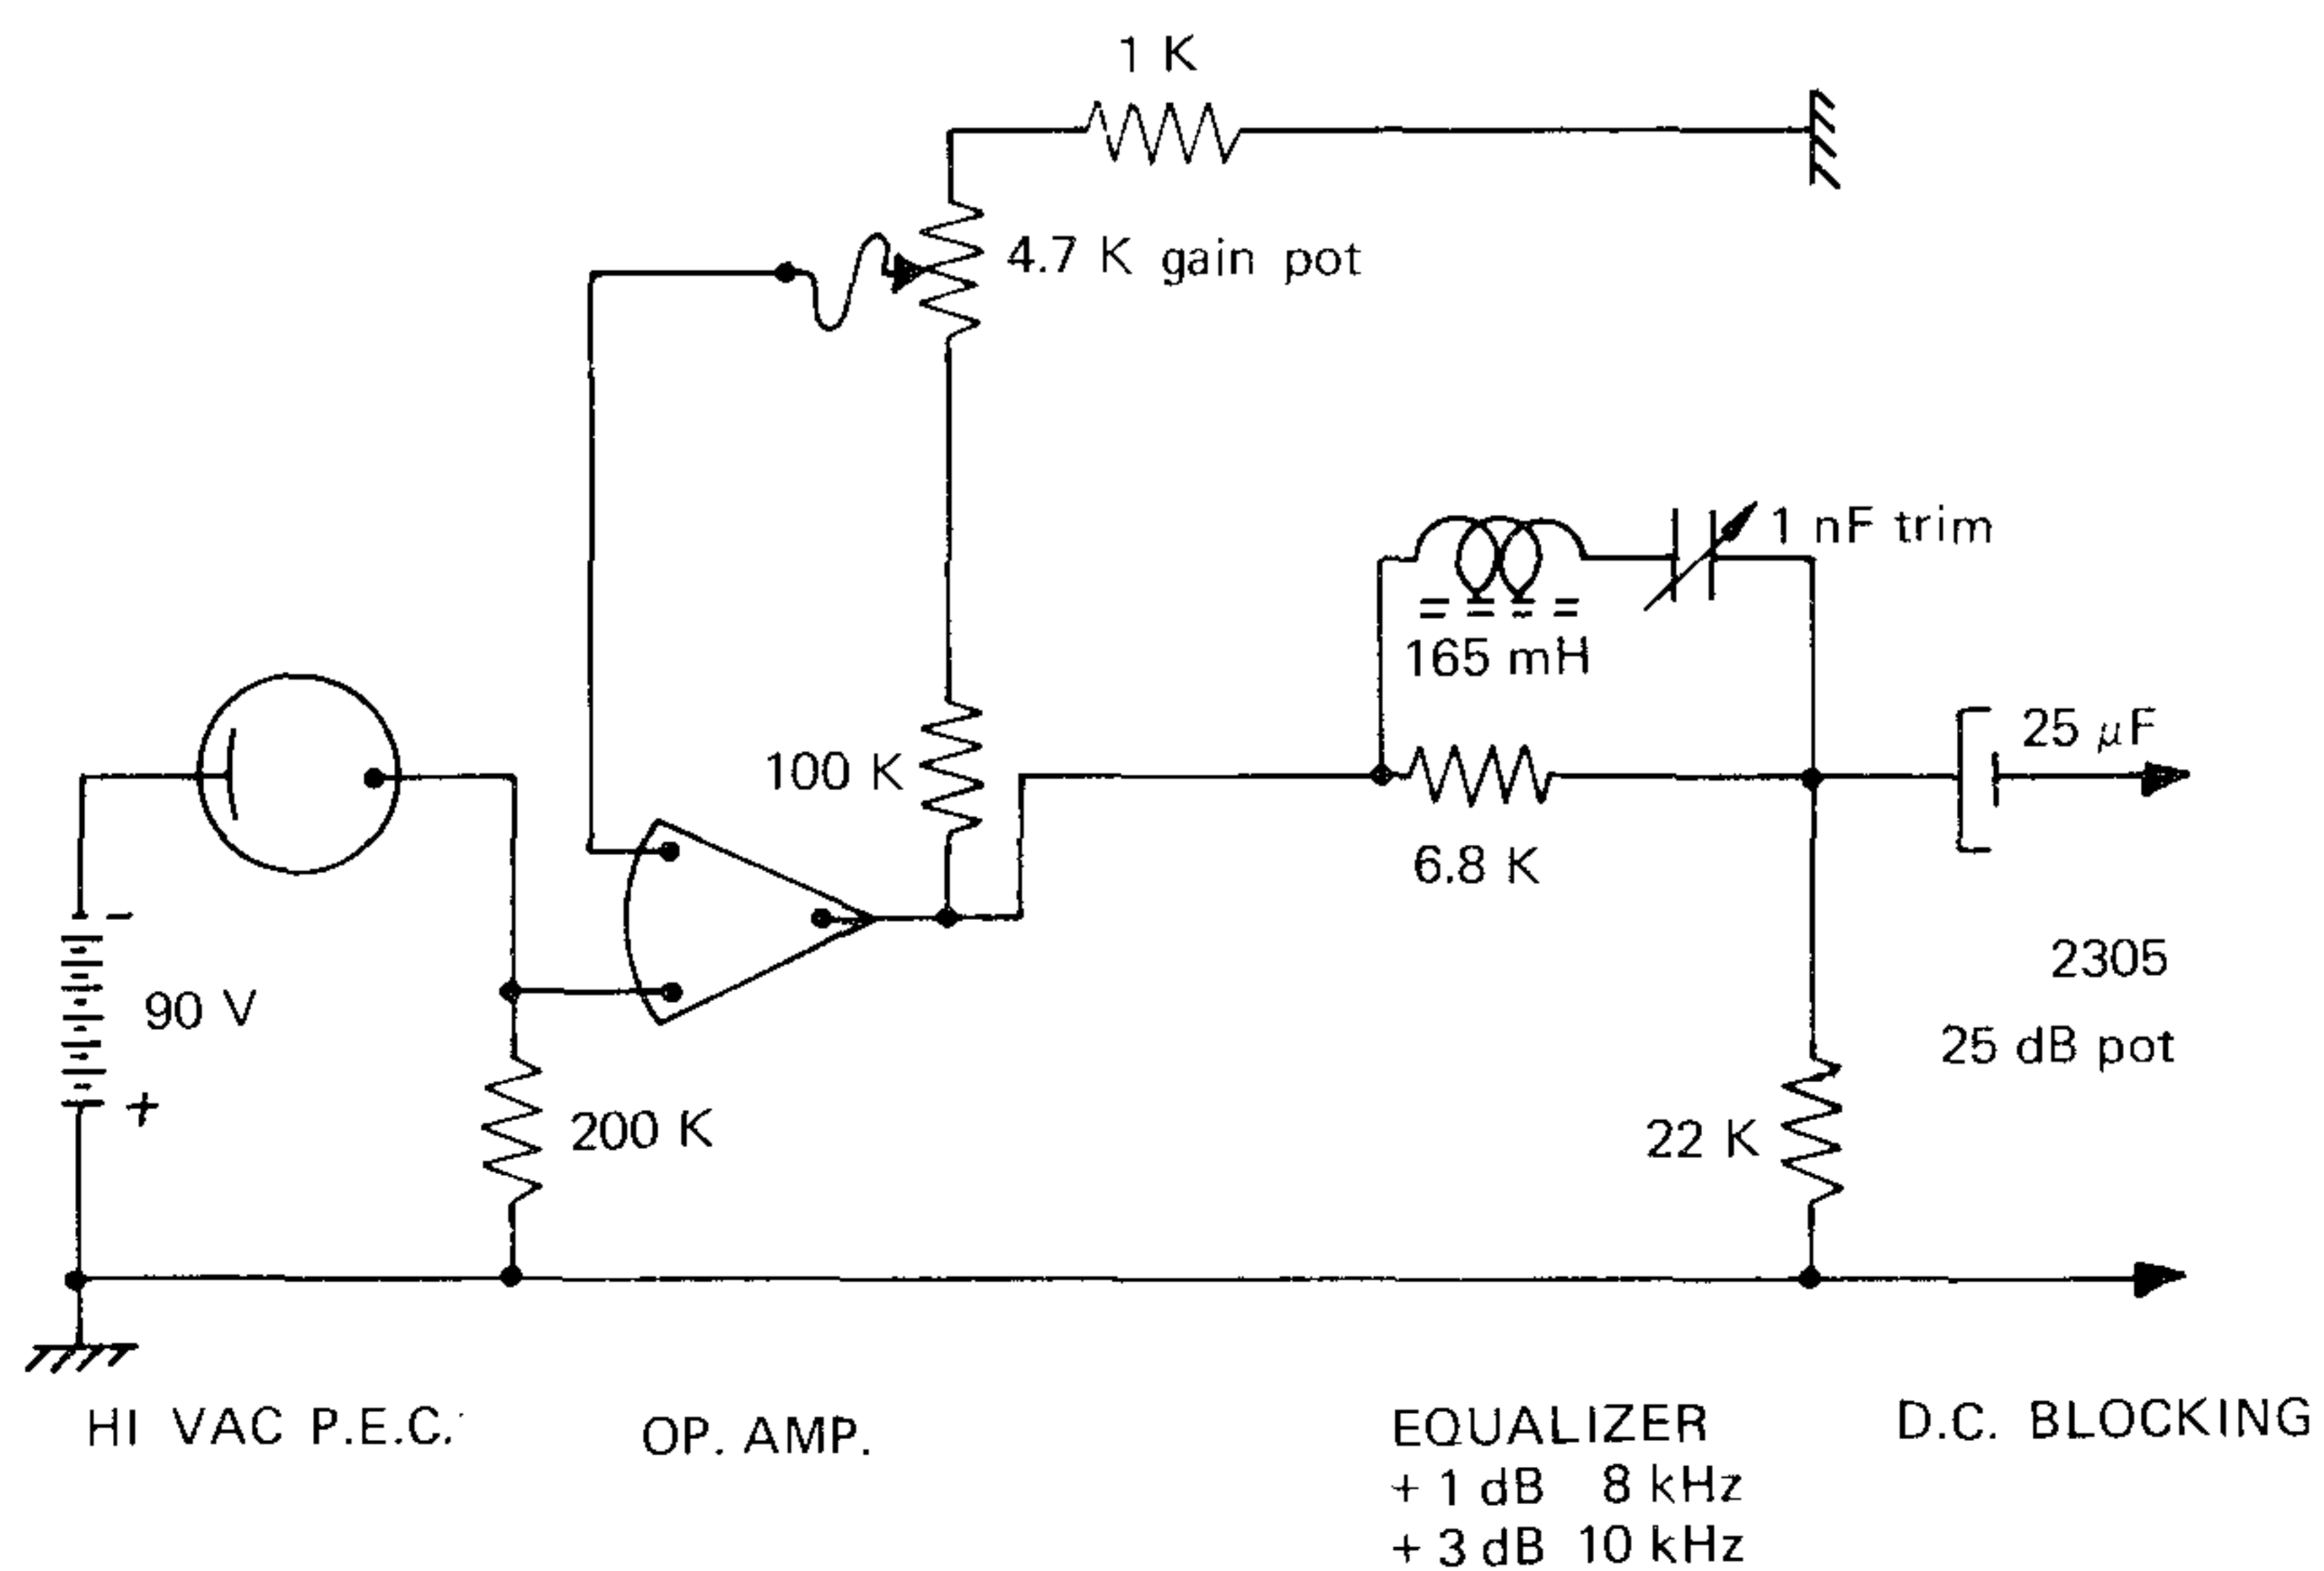 1 K
4.7 K gain pot
1 nF trim
165 mH
100 K
25 μF
6.8 K
2305
90 V
25 dB pot
200 K
22 K
HI VAC P.E.C.
OP. AMP.
EQUALIZER
+ 1 dB 8 kHz
+ 3 dB 10 kHz
D.C. BLOCKING